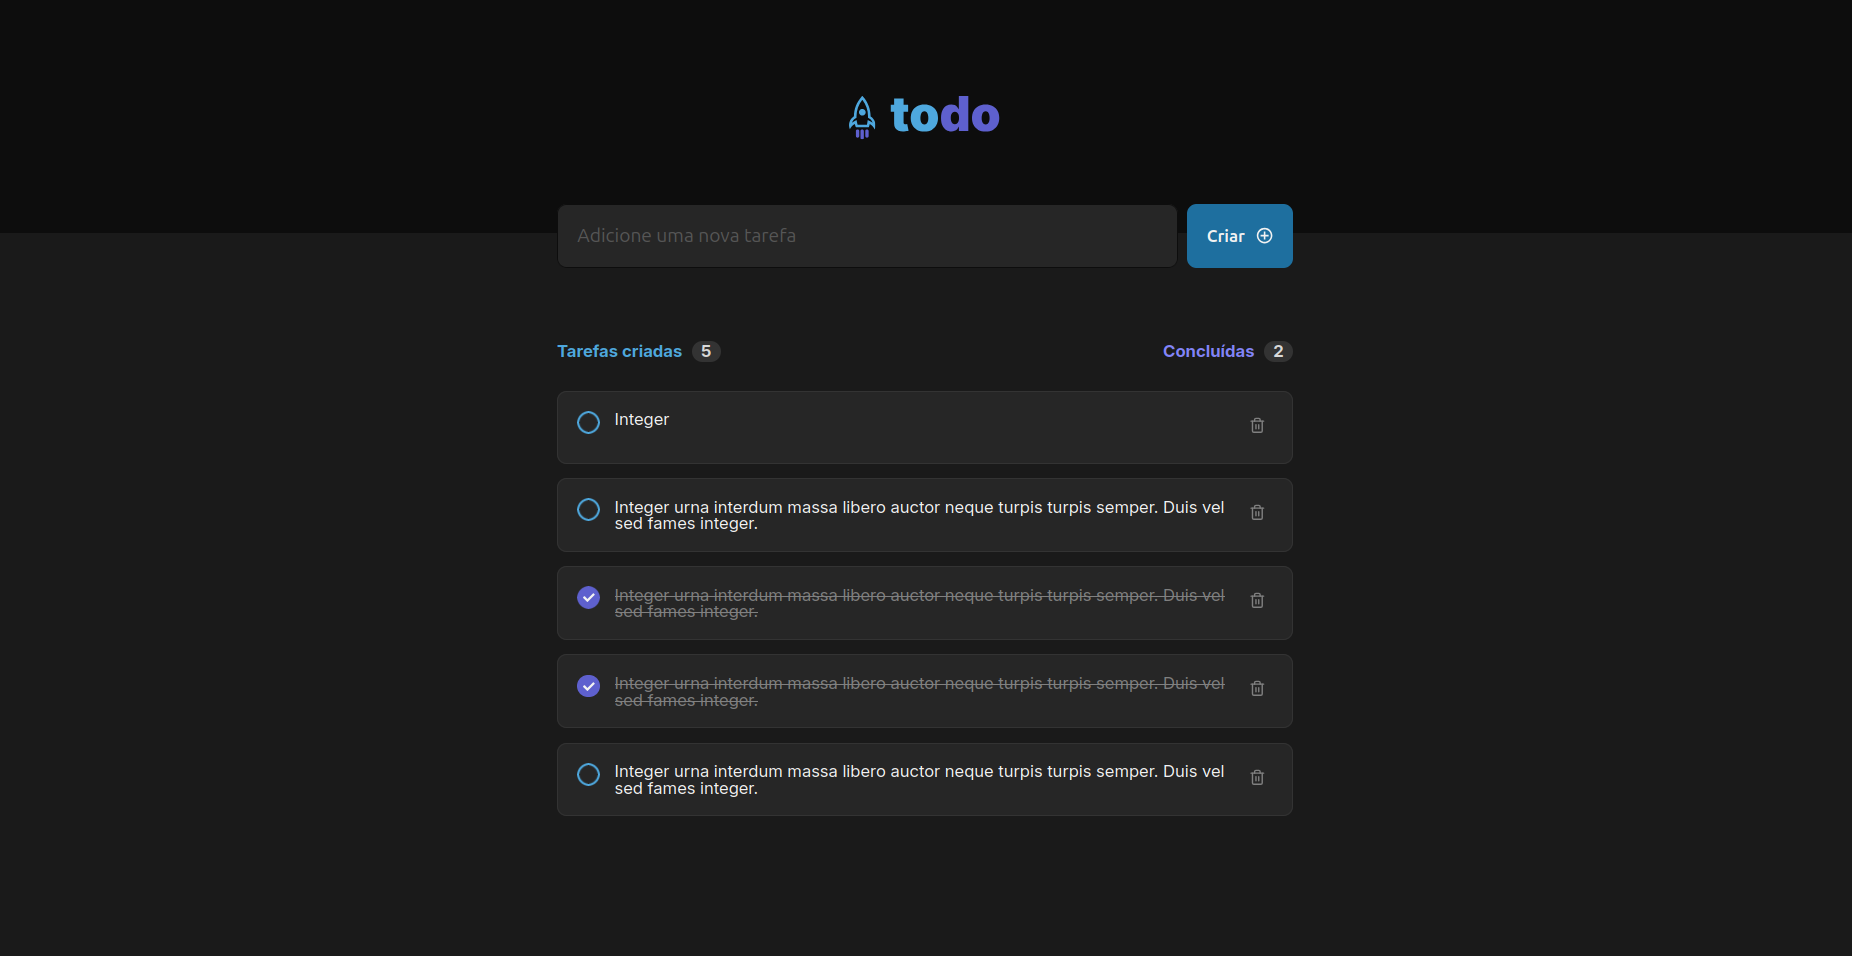 todo
Adicione uma nova tarefa
Criar
Tarefas criadas 5
Concluídas 2
Integer
Integer urna interdum massa libero auctor neque turpis turpis semper. Duis vel
sed fames integer.
Integer urna interdum massa libero auctor neque turpis turpis semper. Duis vel
sed fames integer.
Integer urna interdum massa libero auctor neque turpis turpis semper. Duis vel
sed fames integer.
Integer urna interdum massa libero auctor neque turpis turpis semper. Duis vel
sed fames integer.